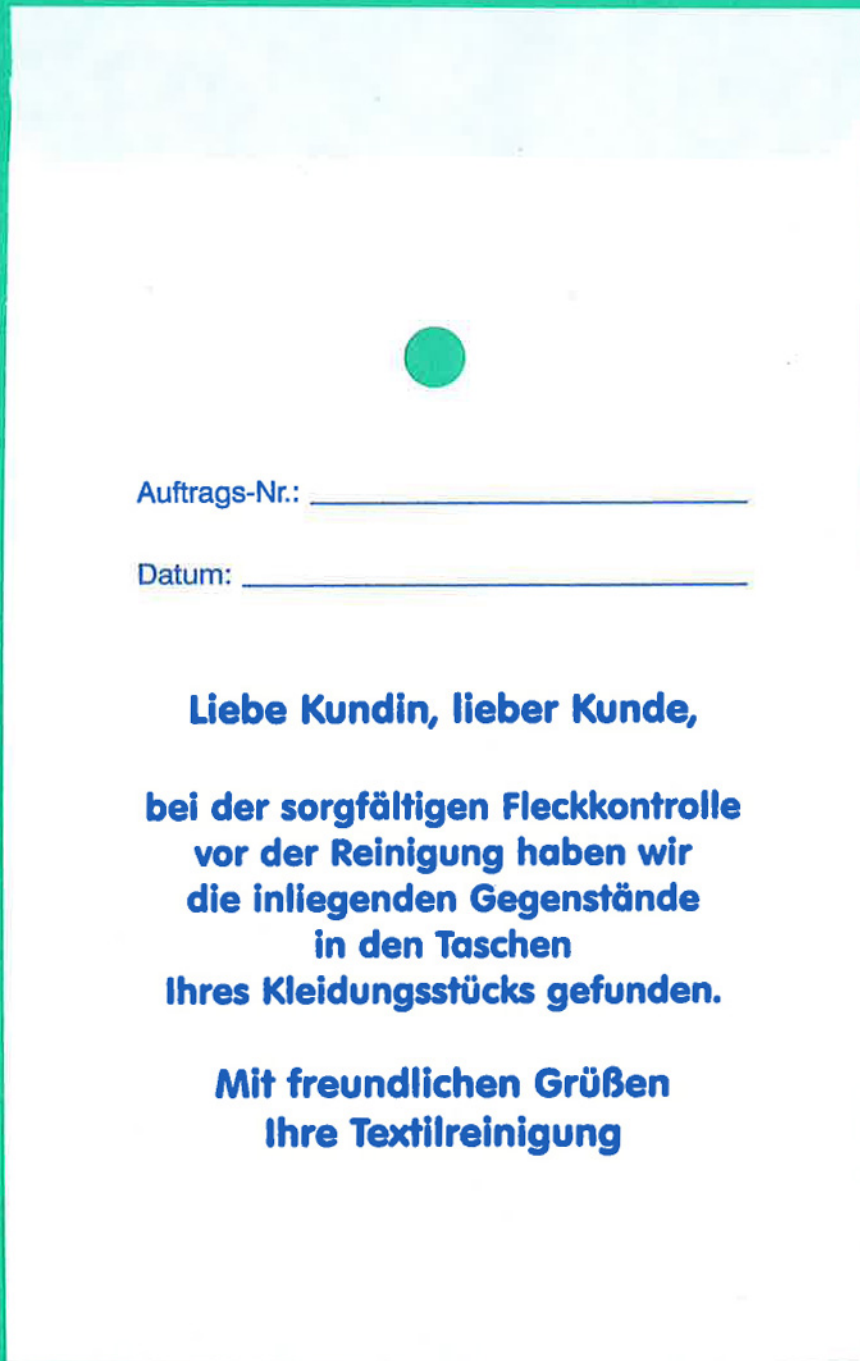 Auftrags-Nr.:
Datum:
Liebe Kundin, lieber Kunde,
bei der sorgfältigen Fleckkontrolle
vor der Reinigung haben wir
die inliegenden Gegenstände
in den Taschen
Ihres Kleidungsstücks gefunden.
Mit freundlichen Grüßen
Ihre Textilreinigung